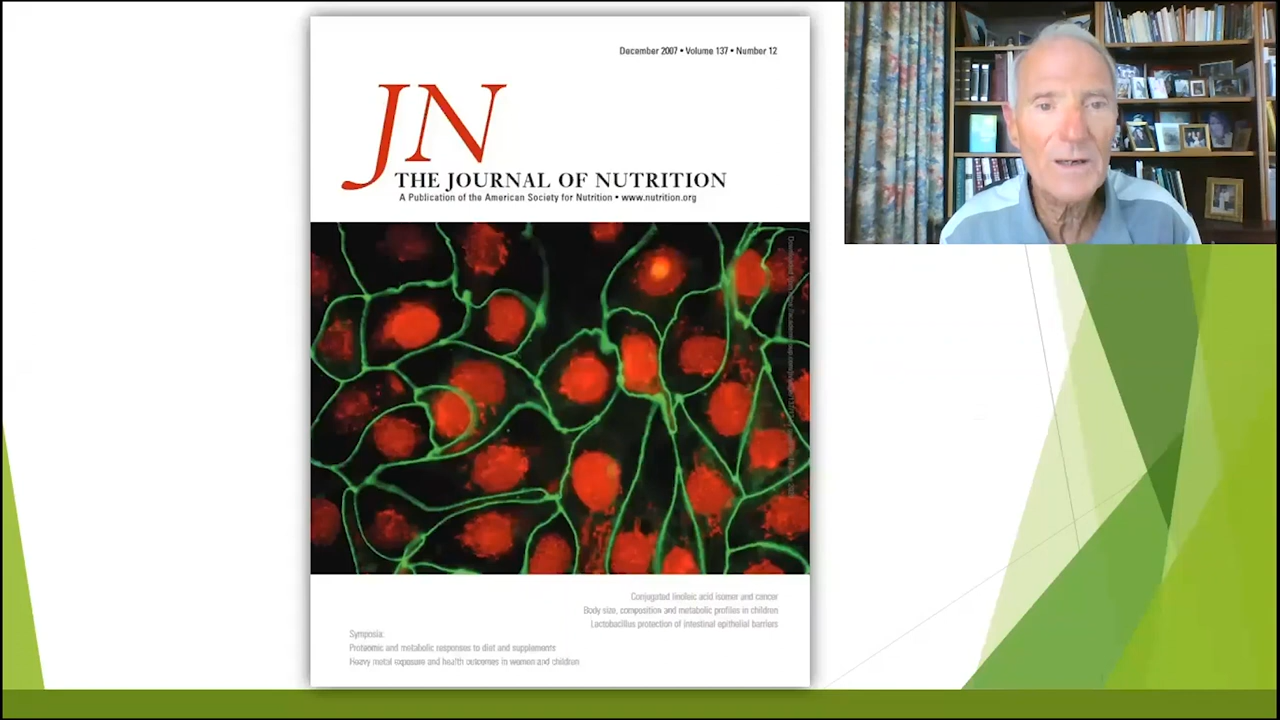 December 2007 • Volume 137 • Number 12
JN
THE JOURNAL OF NUTRITION
A Publication of the American Society for Nutrition • www.nutrition.org
Conjugated linoleic acid isomer and cancer
Body size, composition and metabolic profiles in children
Lactobacillus protection of intestinal epithelial barriers
Symposia:
Proteomic and metabolic responses to diet and supplements
Heavy metal exposure and health outcomes in women and children